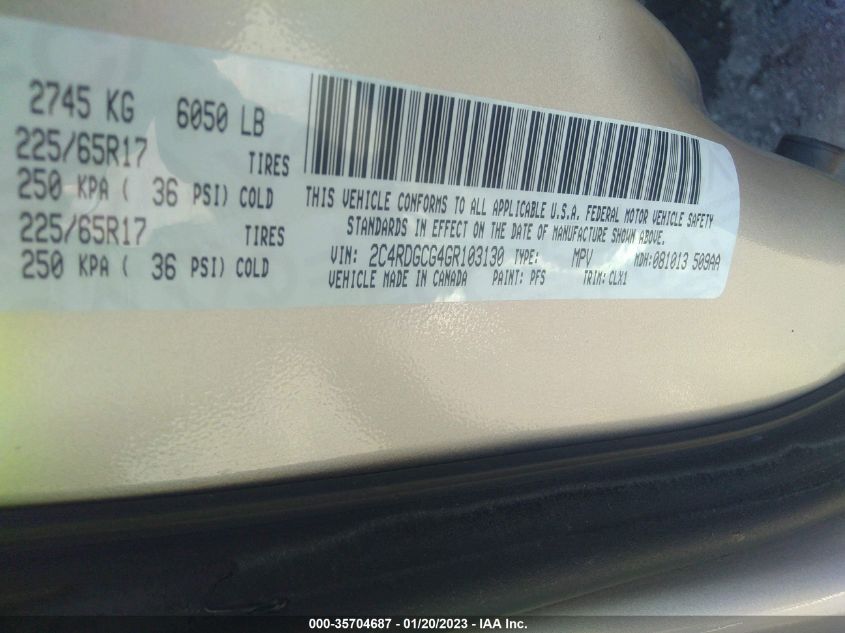 2745 KG 6050 LB
225/65R17 TIRES
250 KPA ( 36 PSI) COLD
225/65R17 TIRES
250 KPA ( 36 PSI) COLD
THIS VEHICLE CONFORMS TO ALL APPLICABLE U.S.A. FEDERAL MOTOR VEHICLE SAFETY
STANDARDS IN EFFECT ON THE DATE OF MANUFACTURE SHOWN ABOVE.
VIN: 2C4RDGCG4GR103130 TYPE: MPV MDH: 081013 509AA
VEHICLE MADE IN CANADA PAINT: PFS TRIM: CLX1
000-35704687 - 01/20/2023 - IAA Inc.